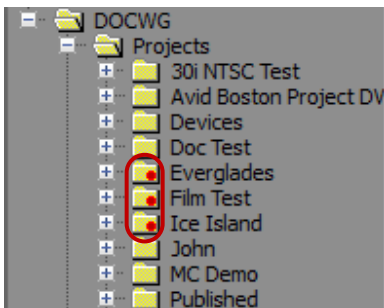 DOCWG
Projects
30i NTSC Test
Avid Boston Project DW
Devices
Doc Test
Everglades
Film Test
Ice Island
John
MC Demo
Published